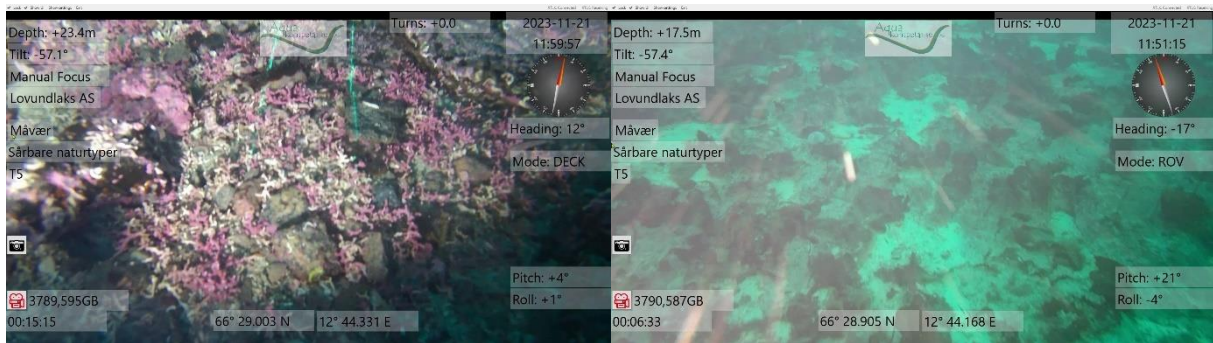 Depth: +23.4m
Turns: +0.0
2023-11-21
11:59:57
Tilt: -57.1°
Manual Focus
Lovundlaks AS
Heading: 12°
Måvær
Sårbare naturtyper
Mode: DECK
T5
Pitch: +4°
3789,595GB
Roll: +1°
00:15:15
66° 29.003 N
12° 44.331 E
Depth: +17.5m
Turns: +0.0
2023-11-21
11:51:15
Tilt: -57.4°
Manual Focus
Lovundlaks AS
Heading: -17°
Måvær
Sårbare naturtyper
Mode: ROV
T5
Pitch: +21°
3790,587GB
Roll: -4°
00:06:33
66° 28.905 N
12° 44.168 E